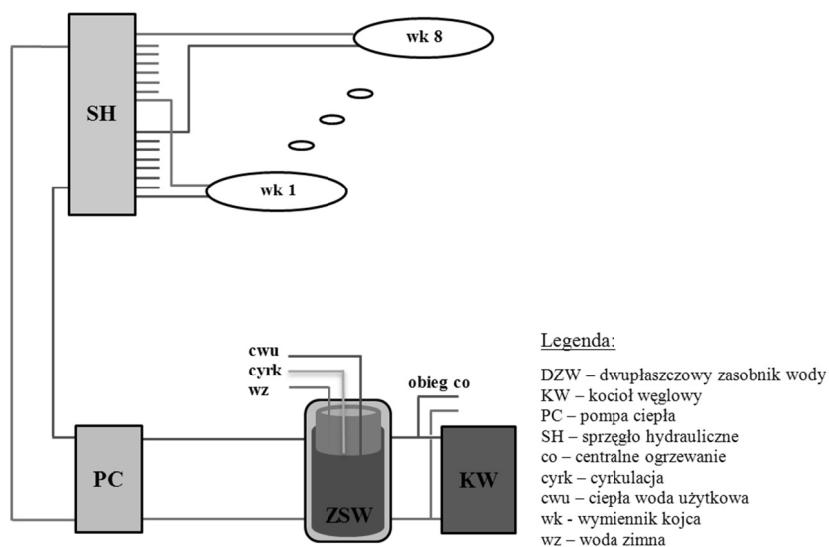 wk 8
SH
wk 1
cwu
cyrk
wz
obieg co
PC
ZSW
KW
Legenda:
DZW – dwupłaszczowy zasobnik wody
KW – kocioł węglowy
PC – pompa ciepła
SH – sprzęgło hydrauliczne
co – centralne ogrzewanie
cyrk – cyrkulacja
cwu – ciepła woda użytkowa
wk - wymiennik kojca
wz – woda zimna